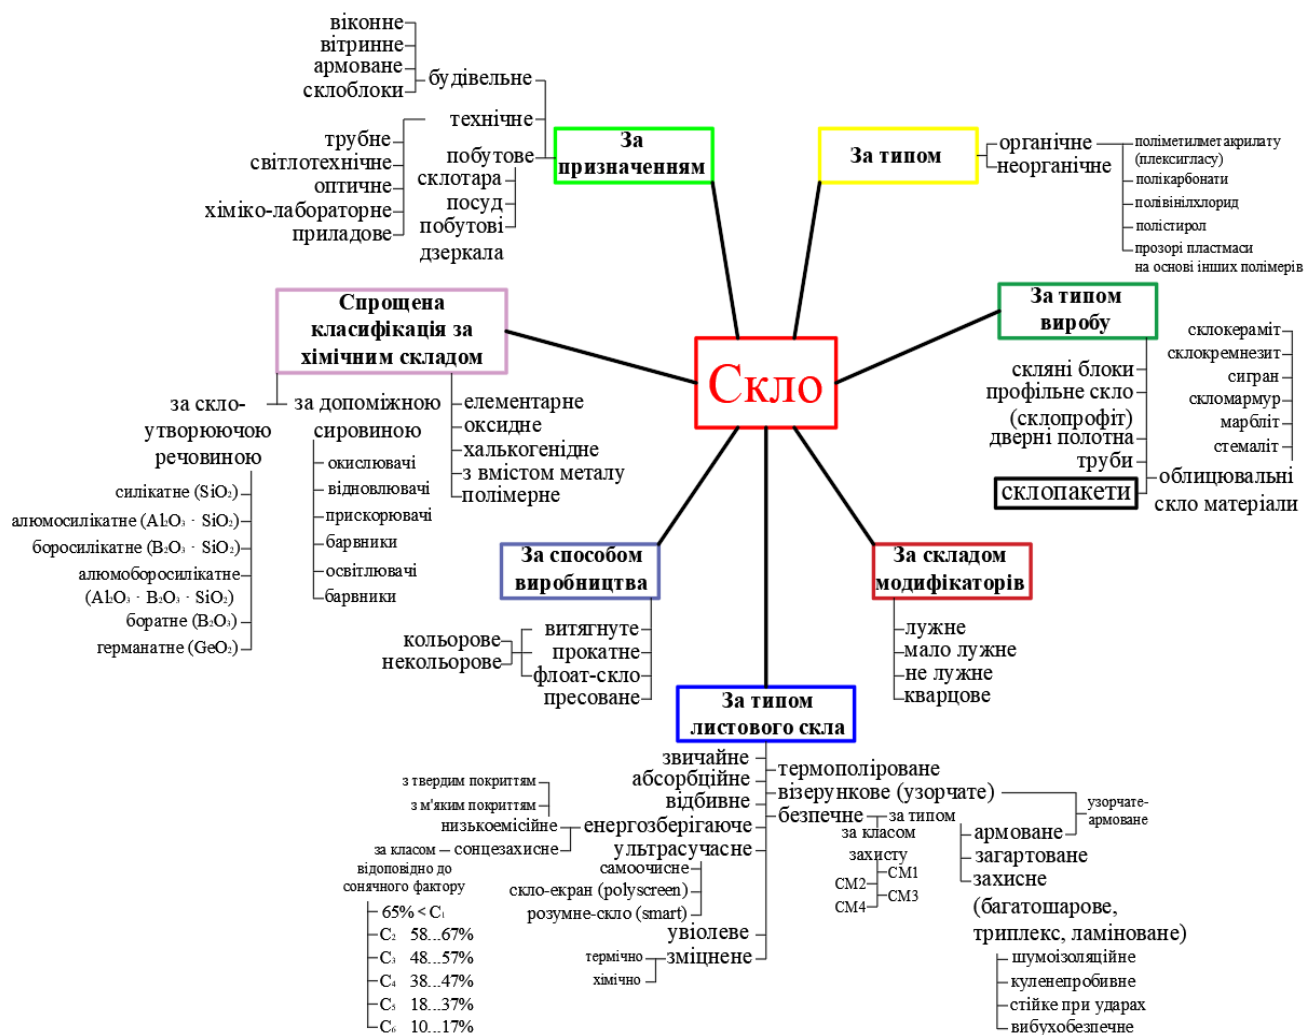 Скло
За
призначенням
будівельне
віконне
вітринне
армоване
склоблоки
технічне
трубне
світлотехнічне
оптичне
хіміко-лабораторне
приладове
побутове
склотара
посуд
побутові
дзеркала
За типом
органічне
неорганічне
поліметилметакрилату
(плексигласу)
полікарбонати
полівінілхлорид
полістирол
прозорі пластмаси
на основі інших полімерів
За типом
виробу
скляні блоки
профільне скло
(склопрофіт)
дверні полотна
труби
склопакети
облицювальні
скло матеріали
склокераміт
склокремнезит
сигран
скломармур
марбліт
стемаліт
Спрощена
класифікація за
хімічним складом
за скло-
утворюючою
речовиною
силікатне (SiO₂)
алюмосилікатне (Al₂O₃ · SiO₂)
боросилікатне (B₂O₃ · SiO₂)
алюмоборосилікатне
(Al₂O₃ · B₂O₃ · SiO₂)
боратне (B₂O₃)
германатне (GeO₂)
за допоміжною
сировиною
окислювачі
відновлювачі
прискорювачі
барвники
освітлювачі
барвники
елементарне
оксидне
халькогенідне
з вмістом металу
полімерне
За способом
виробництва
витягнуте
прокатне
флоат-скло
пресоване
кольорове
некольорове
За складом
модифікаторів
лужне
мало лужне
не лужне
кварцове
За типом
листового скла
звичайне
абсорбційне
відбивне
енергозберігаюче
ультрасучасне
з твердим покриттям
з м'яким покриттям
низькоемісійне
за класом
сонцезахисне
відоповідно до
сонячного фактору
65% < C₁
C₂ 58...67%
C₃ 48...57%
C₄ 38...47%
C₅ 18...37%
C₆ 10...17%
самоочисне
скло-екран (polyscreen)
розумне-скло (smart)
увіолеве
зміцнене
термічно
хімічно
термополіроване
візерункове (узорчате)
безпечне
за класом
захисту
СМ1
СМ2
СМ3
СМ4
за типом
армоване
загартоване
захисне
(багатошарове,
триплекс, ламіноване)
узорчате-
армоване
шумоізоляційне
куленепробивне
стійке при ударах
вибухобезпечне